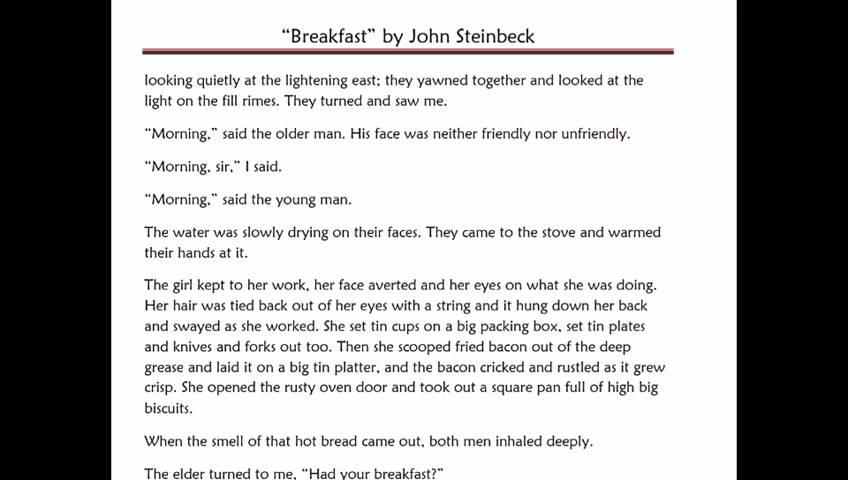 “Breakfast” by John Steinbeck
looking quietly at the lightening east; they yawned together and looked at the
light on the fill rimes. They turned and saw me.
“Morning,” said the older man. His face was neither friendly nor unfriendly.
“Morning, sir,” I said.
“Morning,” said the young man.
The water was slowly drying on their faces. They came to the stove and warmed
their hands at it.
The girl kept to her work, her face averted and her eyes on what she was doing.
Her hair was tied back out of her eyes with a string and it hung down her back
and swayed as she worked. She set tin cups on a big packing box, set tin plates
and knives and forks out too. Then she scooped fried bacon out of the deep
grease and laid it on a big tin platter, and the bacon cricked and rustled as it grew
crisp. She opened the rusty oven door and took out a square pan full of high big
biscuits.
When the smell of that hot bread came out, both men inhaled deeply.
The elder turned to me, “Had your breakfast?”